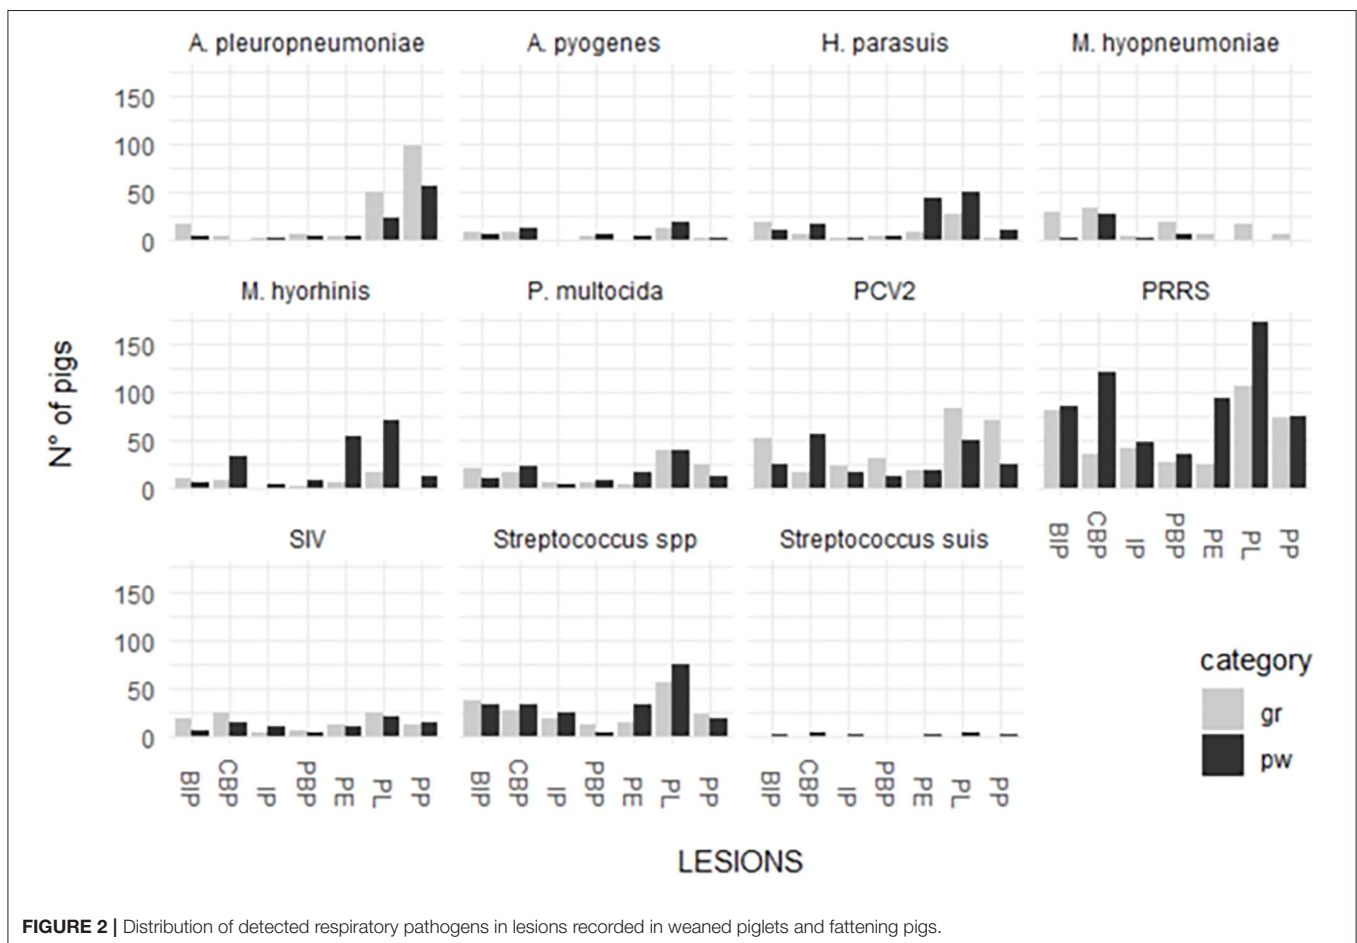 A. pleuropneumoniae A. pyogenes H. parasuis M. hyopneumoniae
150
100
50
0
M. hyorhinis P. multocida PCV2 PRRS
150
100
50
0
BIP CBP IP PBP PE PL PP
SIV Streptococcus spp Streptococcus suis
150
100
50
0
BIP CBP IP PBP PE PL PP BIP CBP IP PBP PE PL PP BIP CBP IP PBP PE PL PP
N° of pigs
LESIONS
category
gr
pw
FIGURE 2 | Distribution of detected respiratory pathogens in lesions recorded in weaned piglets and fattening pigs.